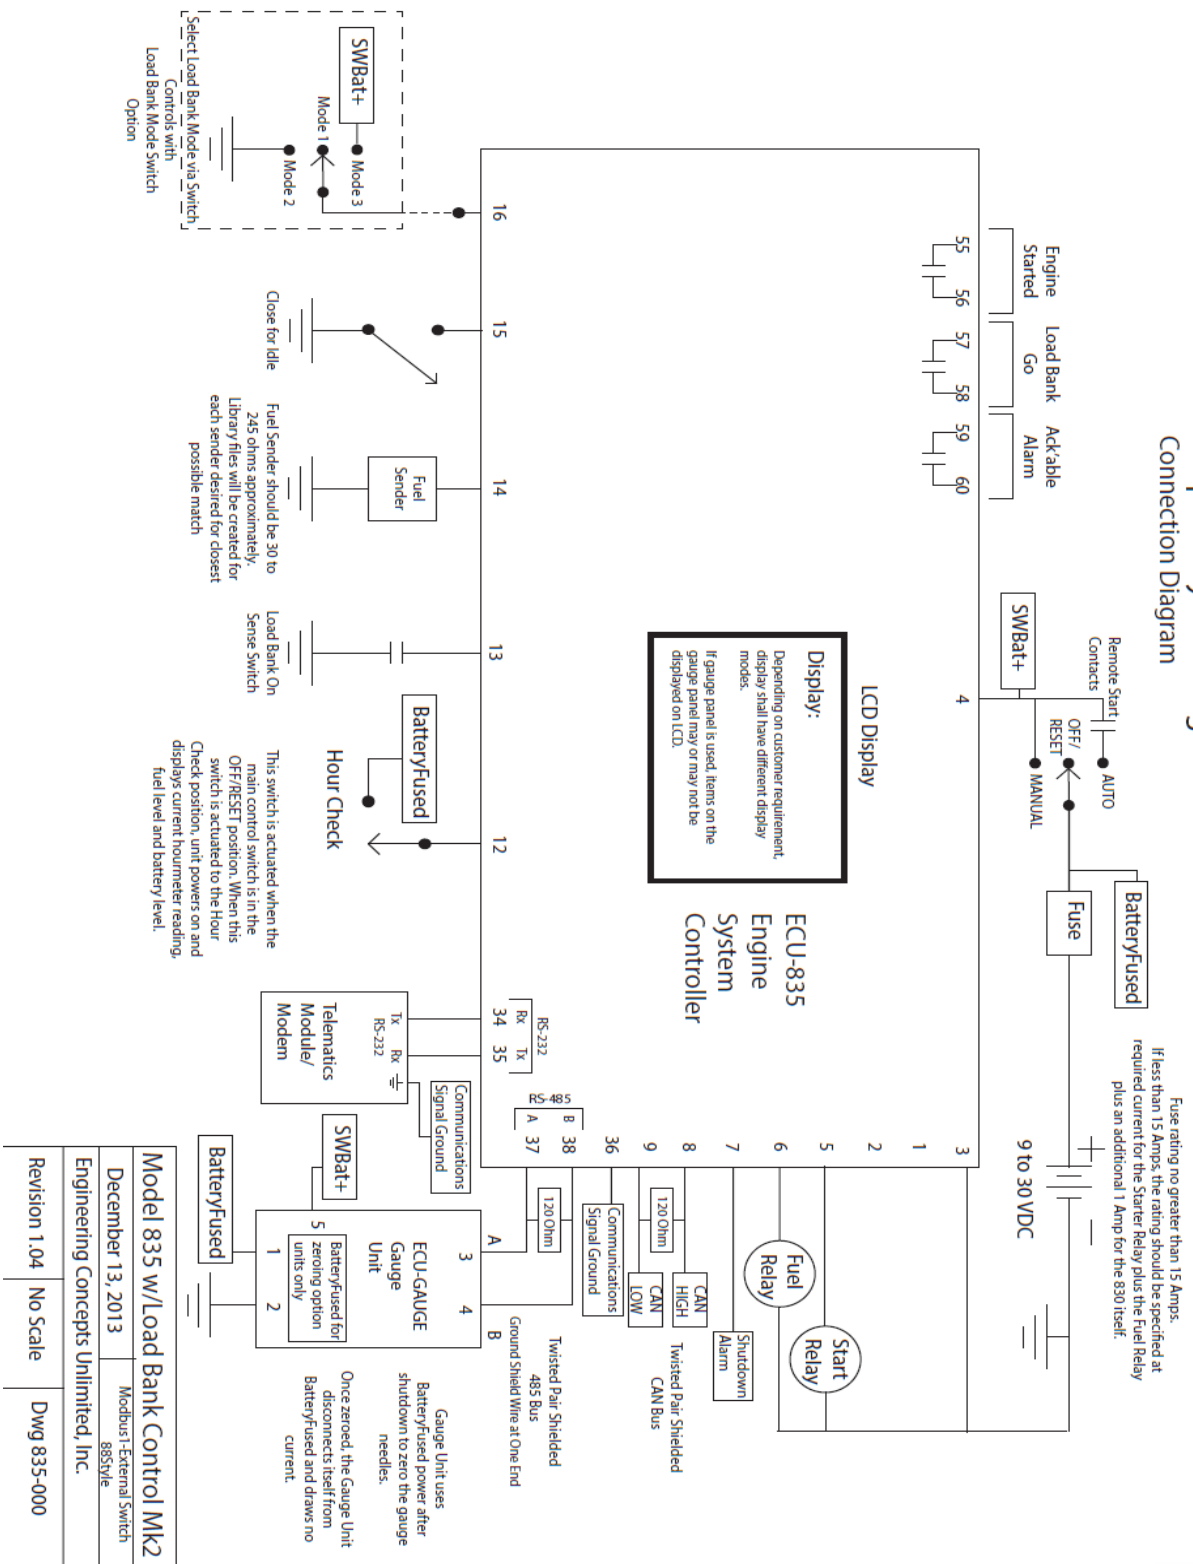 Connection Diagram
Fuse rating no greater than 15 Amps.
If less than 15 Amps, the rating should be specified at
required current for the Starter Relay plus the Fuel Relay
plus an additional 1 Amp for the 830 itself.
BatteryFused
Fuse
9 to 30 VDC
Remote Start
Contacts
AUTO
OFF/
RESET
MANUAL
SWBat+
Engine
Started
Load Bank
Go
Ack'able
Alarm
55
56
57
58
59
60
4
3
1
2
5
6
7
8
9
36
38
37
LCD Display
Display:
Depending on customer requirement,
display shall have different display
modes.
If gauge panel is used, items on the
gauge panel may or may not be
displayed on LCD.
ECU-835
Engine
System
Controller
Start
Relay
Fuel
Relay
Shutdown
Alarm
CAN
HIGH
CAN
LOW
120 Ohm
Twisted Pair Shielded
CAN Bus
Communications
Signal Ground
RS-485
B
A
120 Ohm
Twisted Pair Shielded
485 Bus
Ground Shield Wire at One End
RS-232
Rx
Tx
34
35
16
15
14
13
12
SWBat+
Mode 3
Mode 1
Mode 2
Select Load Bank Mode via Switch
Controls with
Load Bank Mode Switch
Option
Close for Idle
Fuel
Sender
Fuel Sender should be 30 to
245 ohms approximately.
Library files will be created for
each sender desired for closest
possible match
Load Bank On
Sense Switch
BatteryFused
Hour Check
This switch is actuated when the
main control switch is in the
OFF/RESET position. When this
switch is actuated to the Hour
Check position, unit powers on and
displays current hourmeter reading,
fuel level and battery level.
Tx
Rx
RS-232
Telematics
Module/
Modem
Communications
Signal Ground
SWBat+
BatteryFused
A
B
3
4
ECU-GAUGE
Gauge
Unit
5
BatteryFused for
zeroing option
units only
1
2
Gauge Unit uses
BatteryFused power after
shutdown to zero the gauge
needles.
Once zeroed, the Gauge Unit
disconnects itself from
BatteryFused and draws no
current.
Model 835 w/Load Bank Control Mk2
December 13, 2013
Modbus1-External Switch
88Style
Engineering Concepts Unlimited, Inc.
Revision 1.04
No Scale
Dwg 835-000